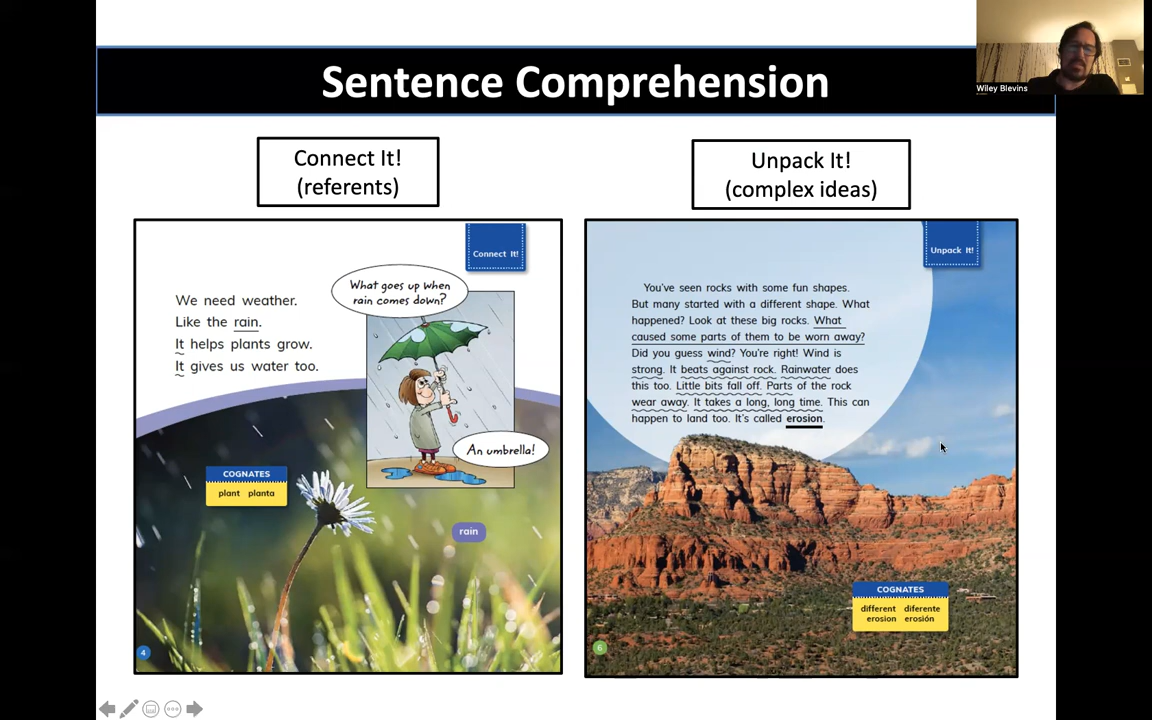 Sentence Comprehension
Wiley Blevins
Connect It!
(referents)
Unpack It!
(complex ideas)
Connect It!
What goes up when
rain comes down?
We need weather.
Like the rain.
It helps plants grow.
It gives us water too.
An umbrella!
COGNATES
plant planta
rain
4
Unpack It!
You've seen rocks with some fun shapes.
But many started with a different shape. What
happened? Look at these big rocks. What
caused some parts of them to be worn away?
Did you guess wind? You're right! Wind is
strong. It beats against rock. Rainwater does
this too. Little bits fall off. Parts of the rock
wear away. It takes a long, long time. This can
happen to land too. It's called erosion.
COGNATES
different diferente
erosion erosión
6